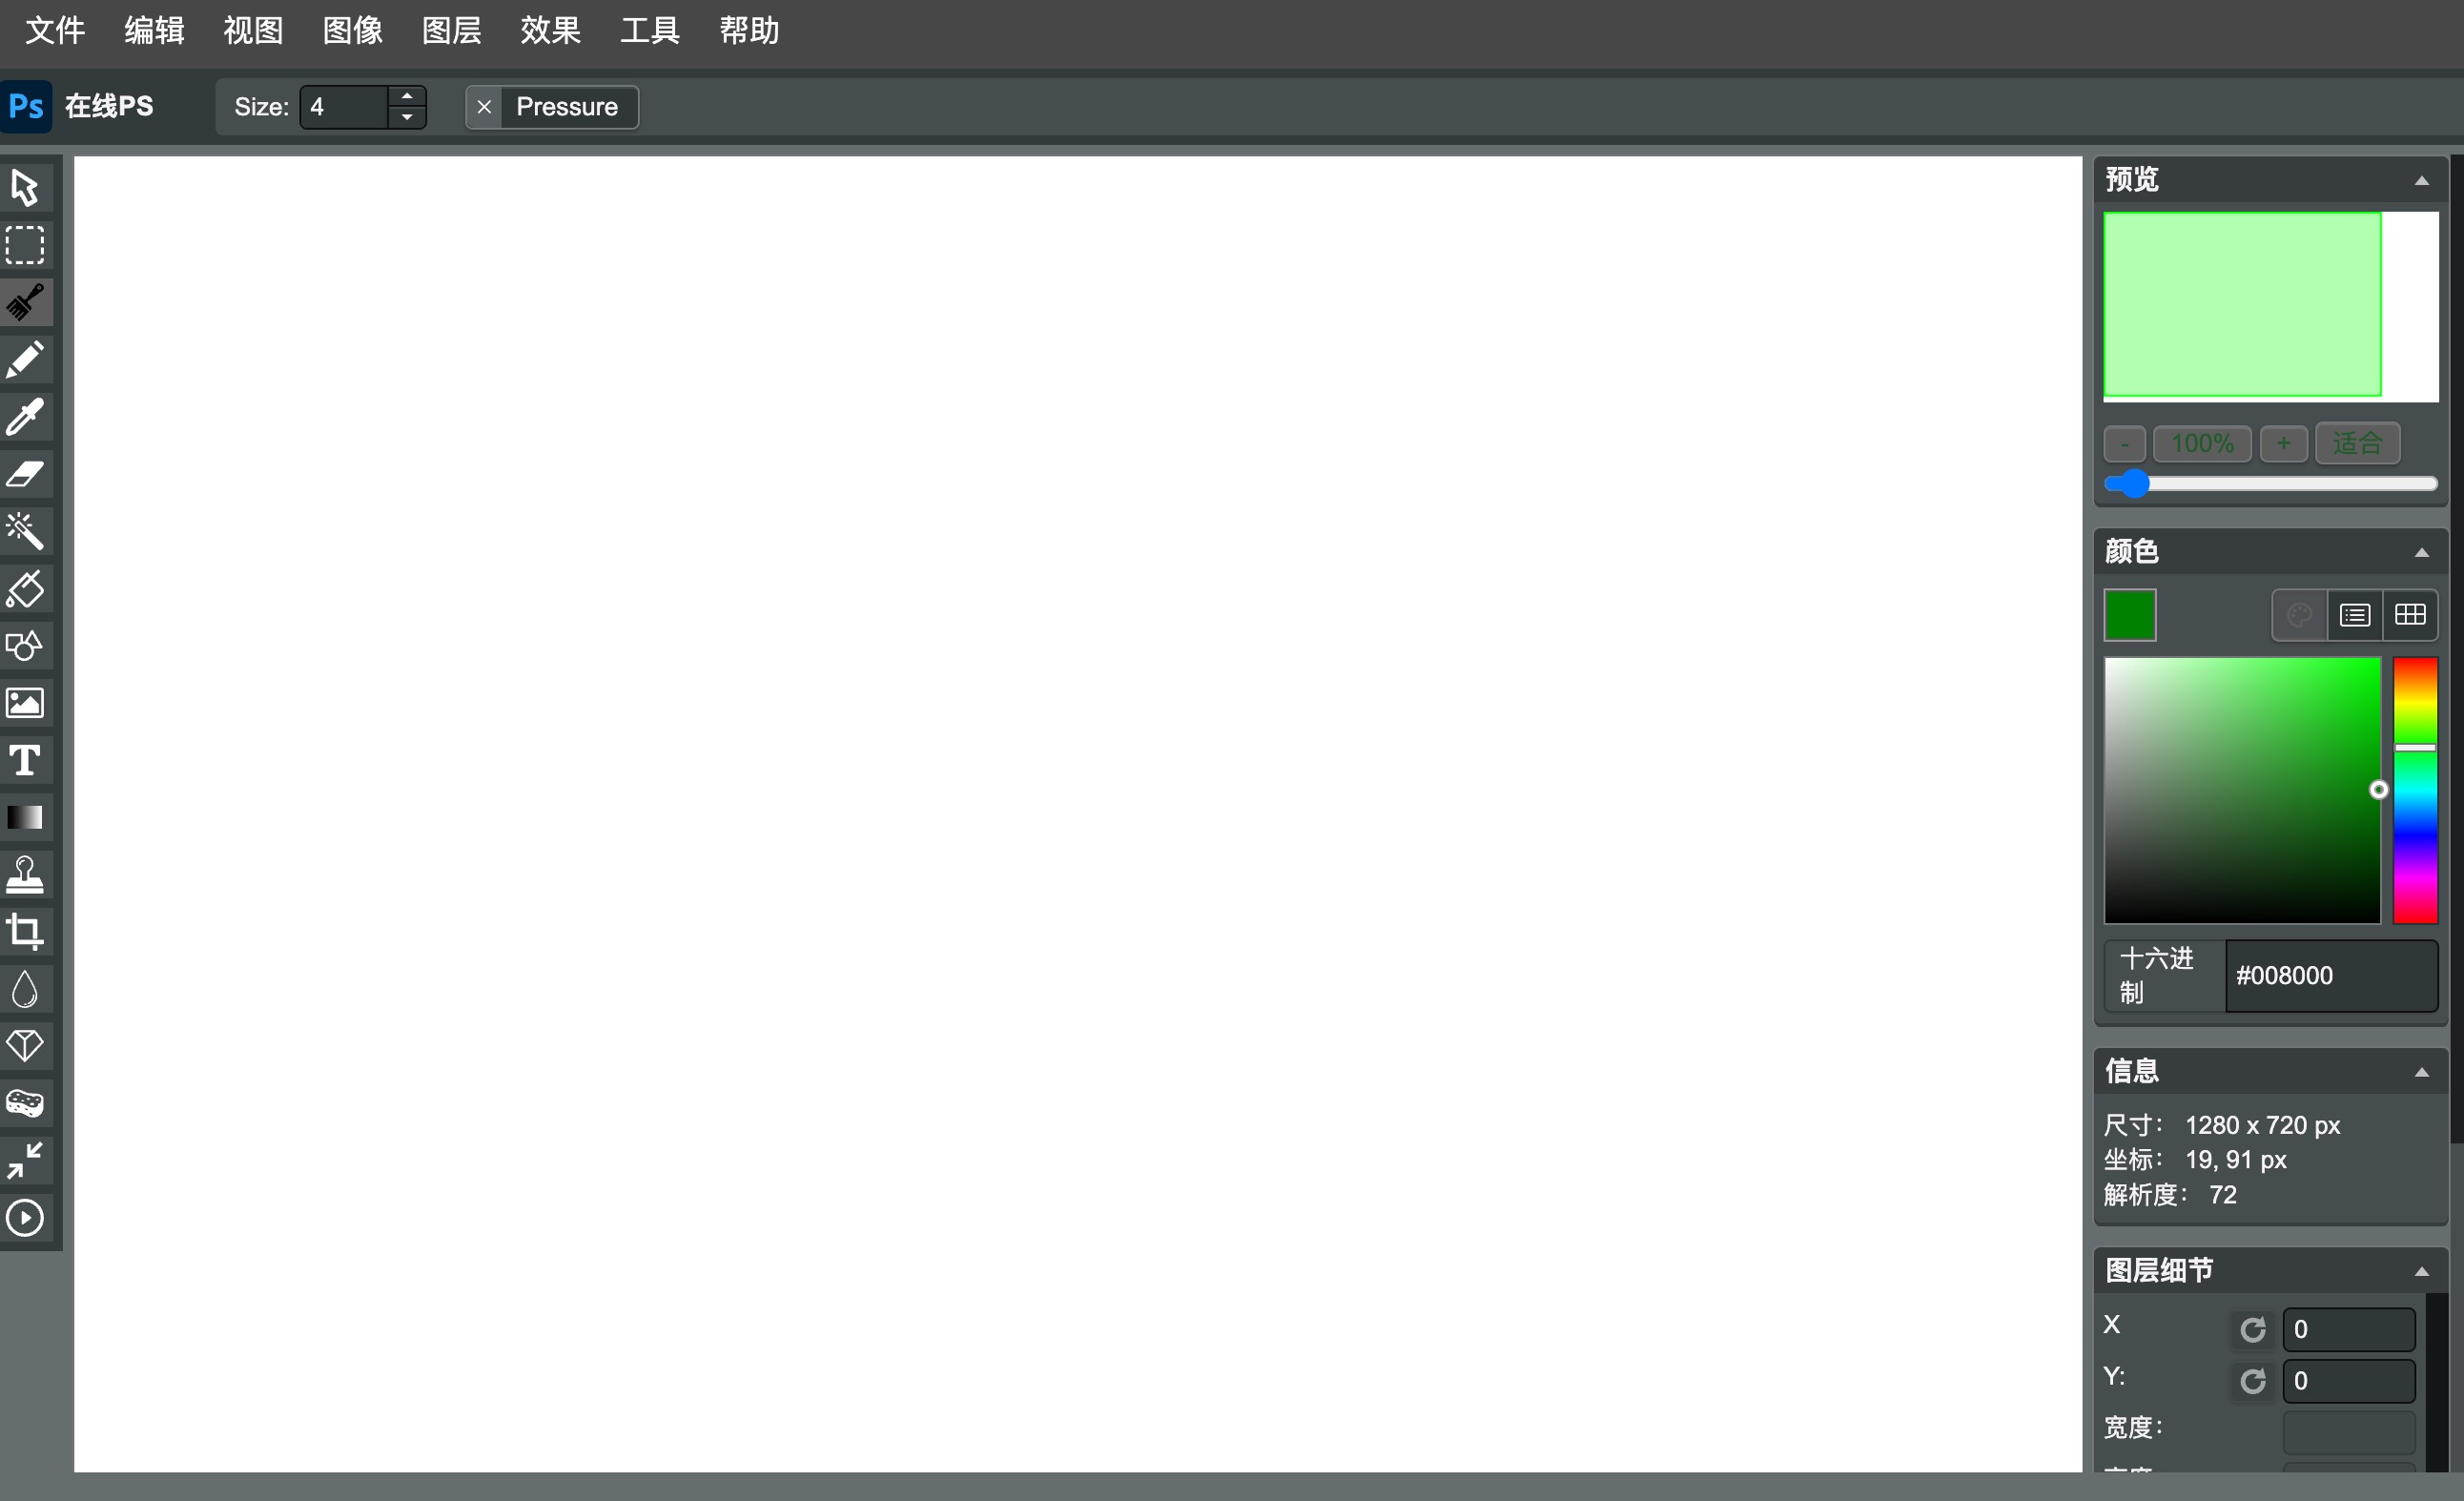 文件 编辑 视图 图像 图层 效果 工具 帮助
Ps 在线PS Size: 4 × Pressure
预览
- 100% + 适合
颜色
十六进
制 #008000
信息
尺寸： 1280 x 720 px
坐标： 19, 91 px
解析度： 72
图层细节
X 0
Y: 0
宽度：